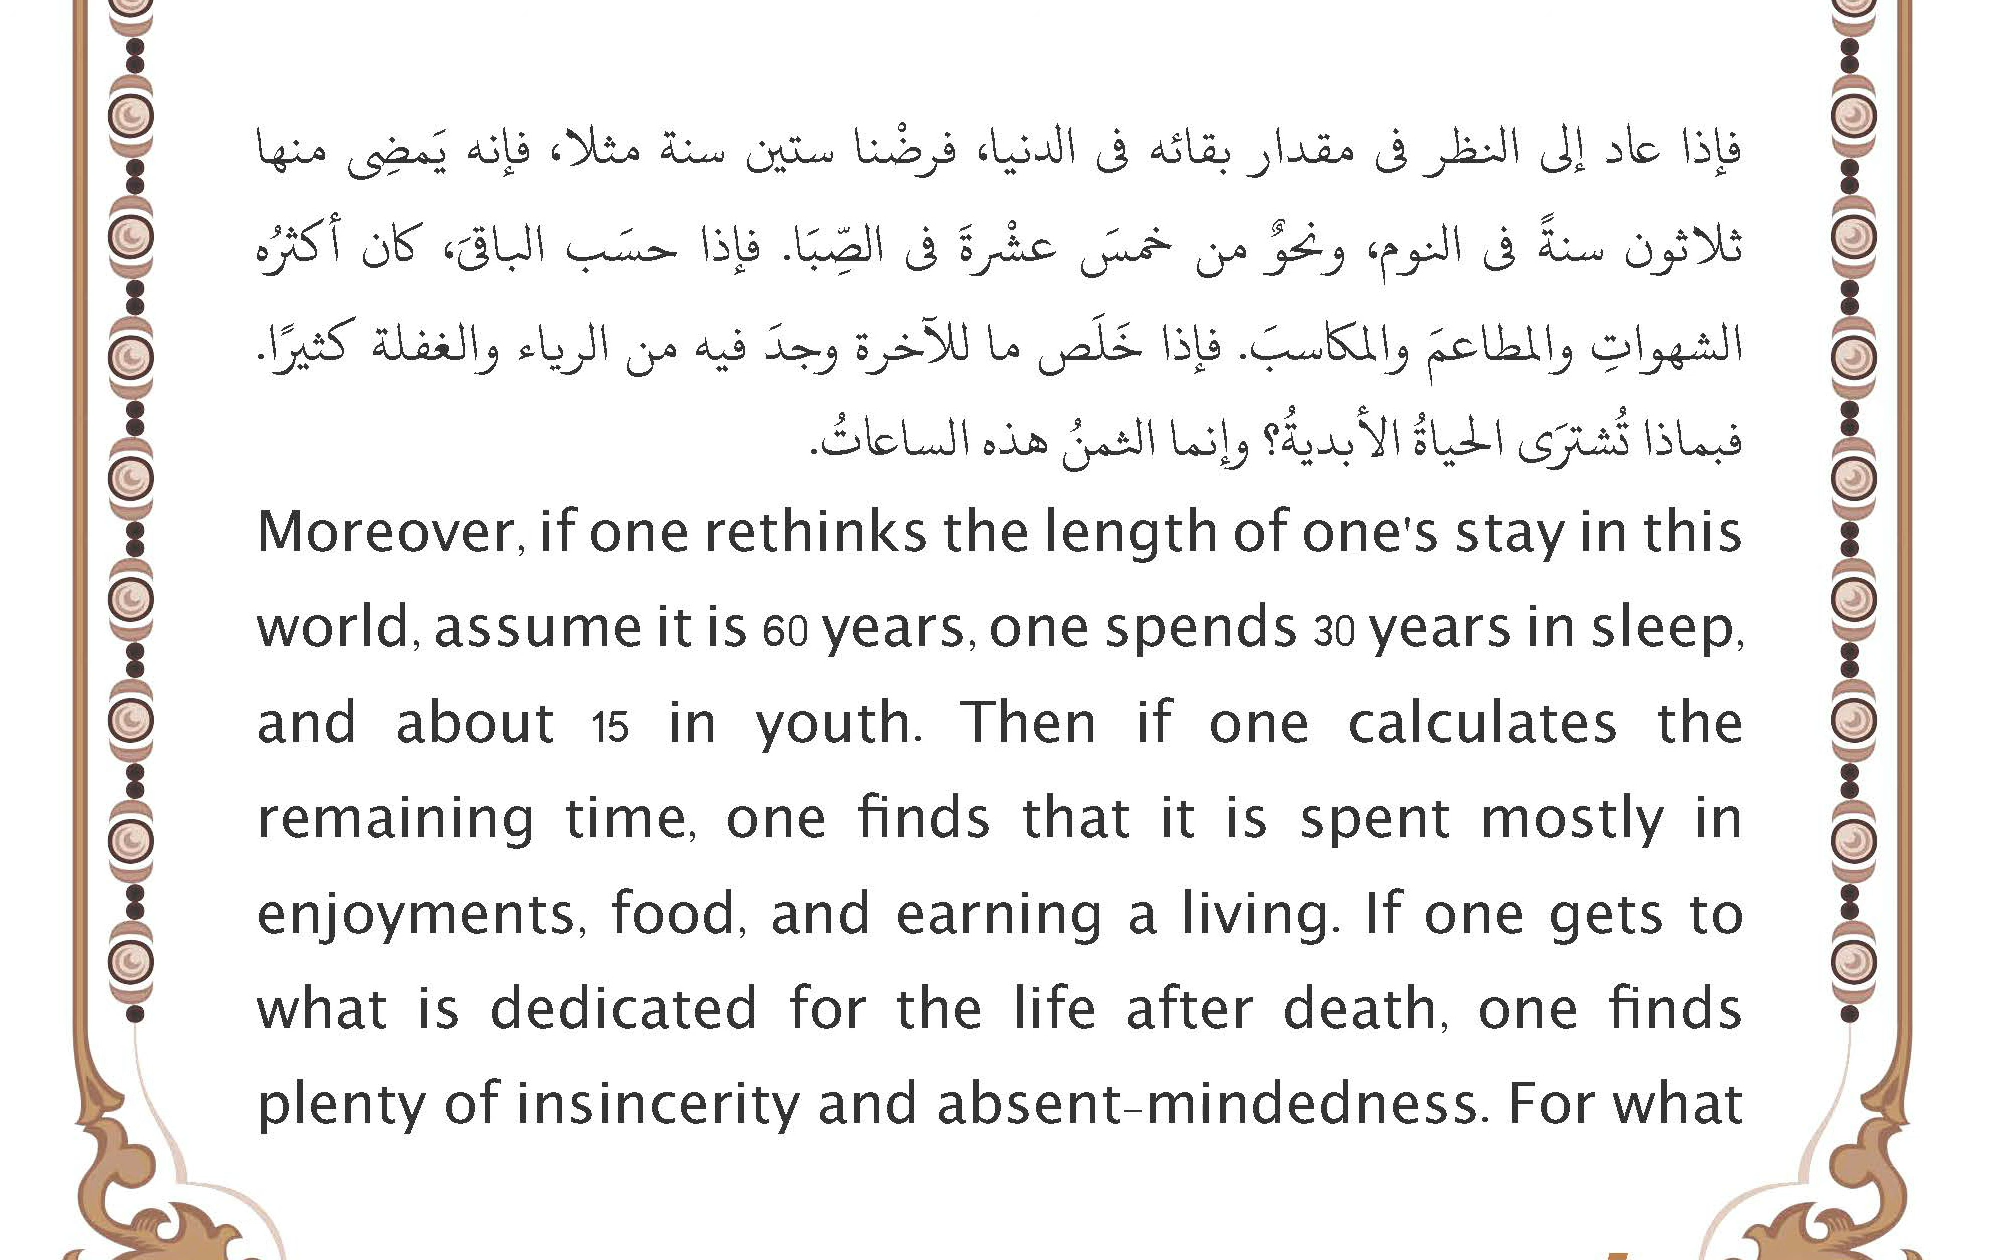 فإذا عاد إلى النظر فى مقدار بقائه فى الدنيا، فرضْنا ستين سنة مثلا، فإنه يَمضِى منها
ثلاثون سنةً فى النوم، ونحوٌ من خمسَ عشْرةَ فى الصِّبَا. فإذا حسَب الباقىَ، كان أكثرُه
الشهواتِ والمطاعمَ والمكاسبَ. فإذا خَلَص ما للآخرة وجدَ فيه من الرياء والغفلة كثيرًا.
فبماذا تُشترَى الحياةُ الأبديةُ؟ وإنما الثمنُ هذه الساعاتُ.
Moreover, if one rethinks the length of one's stay in this
world, assume it is 60 years, one spends 30 years in sleep,
and about 15 in youth. Then if one calculates the
remaining time, one finds that it is spent mostly in
enjoyments, food, and earning a living. If one gets to
what is dedicated for the life after death, one finds
plenty of insincerity and absent-mindedness. For what